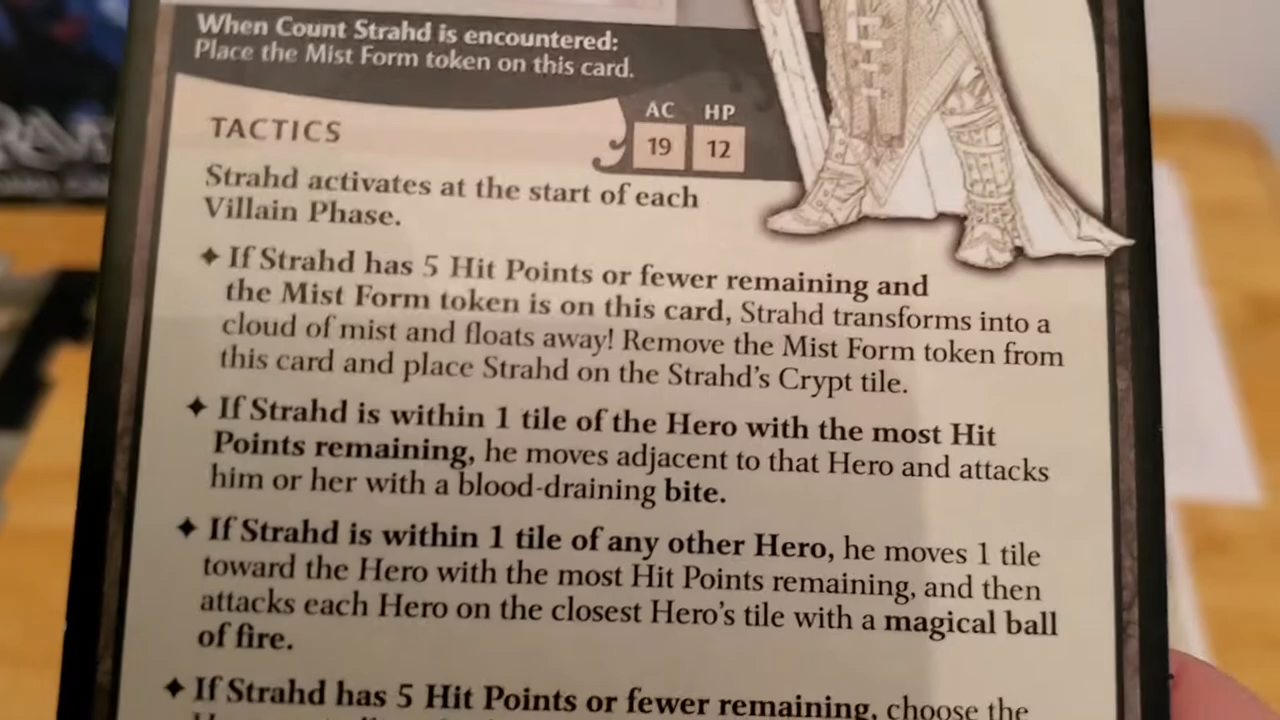 When Count Strahd is encountered:
Place the Mist Form token on this card.
AC HP
19 12
TACTICS
Strahd activates at the start of each
Villain Phase.
✦ If Strahd has 5 Hit Points or fewer remaining and
the Mist Form token is on this card, Strahd transforms into a
cloud of mist and floats away! Remove the Mist Form token from
this card and place Strahd on the Strahd's Crypt tile.
✦ If Strahd is within 1 tile of the Hero with the most Hit
Points remaining, he moves adjacent to that Hero and attacks
him or her with a blood-draining bite.
✦ If Strahd is within 1 tile of any other Hero, he moves 1 tile
toward the Hero with the most Hit Points remaining, and then
attacks each Hero on the closest Hero's tile with a magical ball
of fire.
✦ If Strahd has 5 Hit Points or fewer remaining, choose the